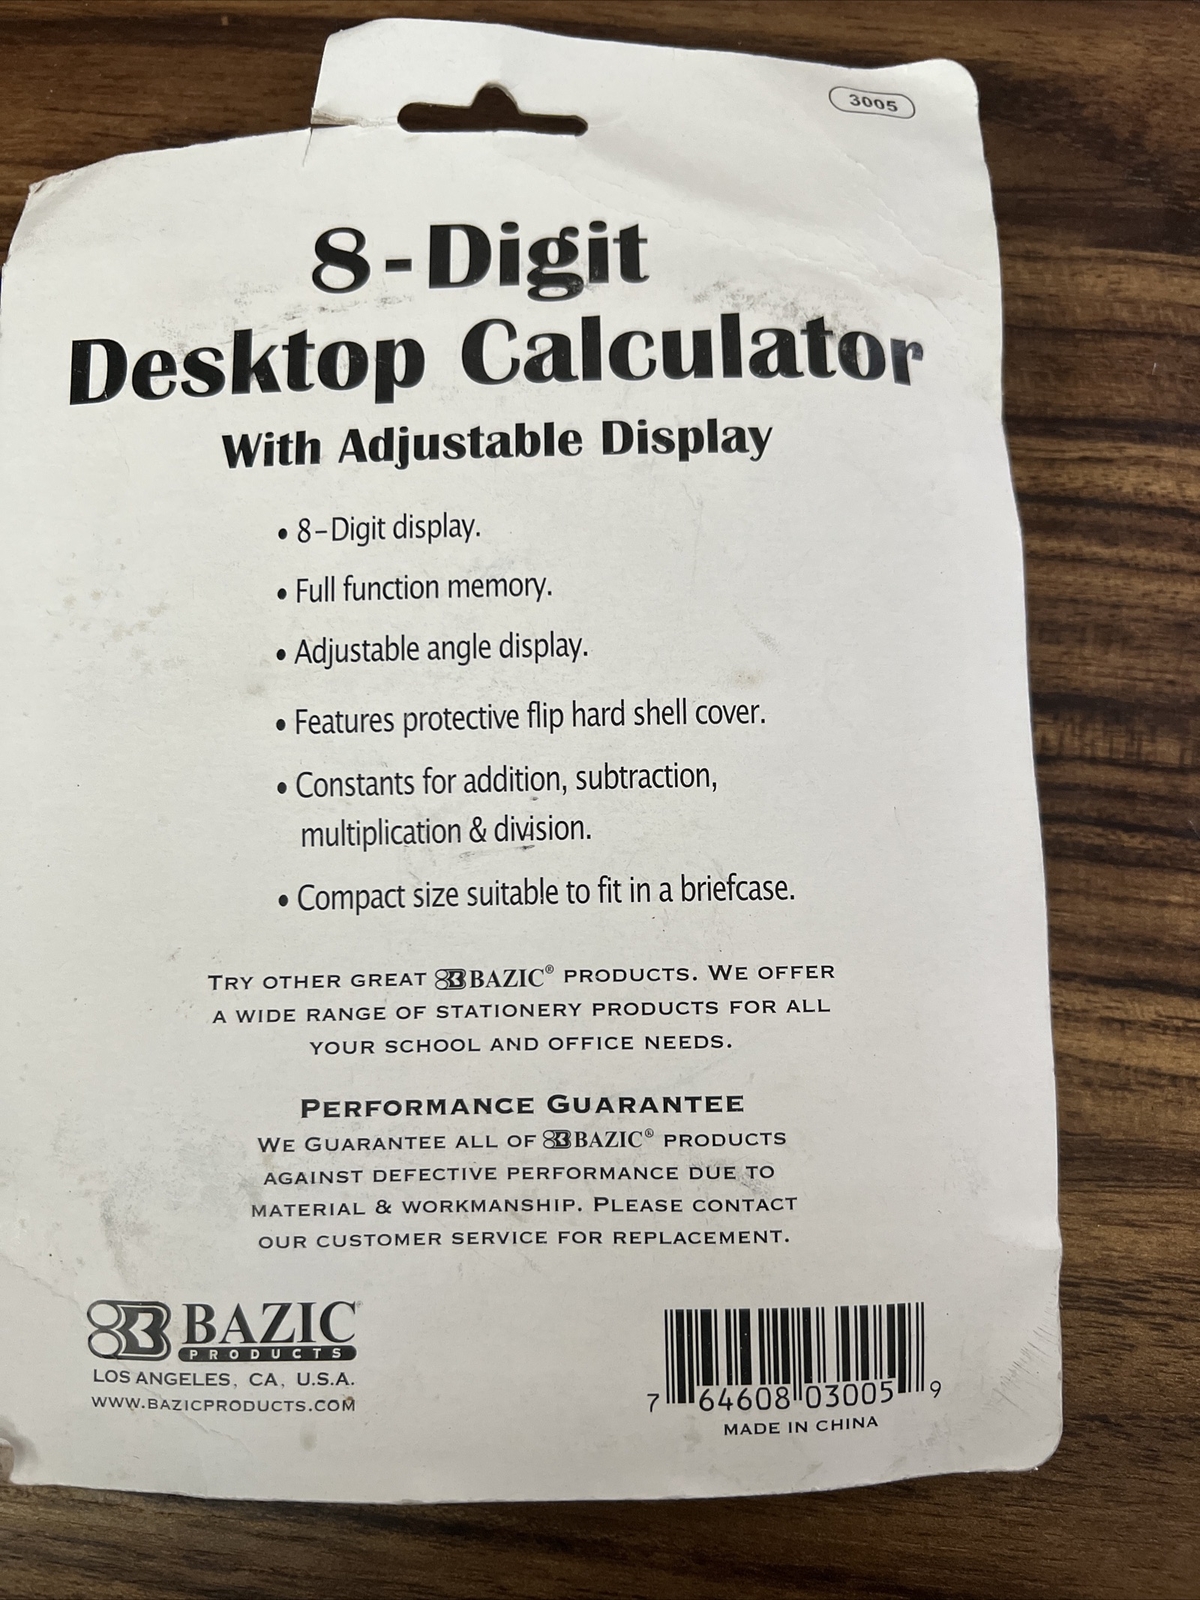 3005
8-Digit
Desktop Calculator
With Adjustable Display
• 8-Digit display.
• Full function memory.
• Adjustable angle display.
• Features protective flip hard shell cover.
• Constants for addition, subtraction,
multiplication & division.
• Compact size suitable to fit in a briefcase.
TRY OTHER GREAT BAZIC® PRODUCTS. WE OFFER
A WIDE RANGE OF STATIONERY PRODUCTS FOR ALL
YOUR SCHOOL AND OFFICE NEEDS.
PERFORMANCE GUARANTEE
WE GUARANTEE ALL OF BAZIC® PRODUCTS
AGAINST DEFECTIVE PERFORMANCE DUE TO
MATERIAL & WORKMANSHIP. PLEASE CONTACT
OUR CUSTOMER SERVICE FOR REPLACEMENT.
BAZIC
PRODUCTS
LOS ANGELES, CA, U.S.A.
WWW.BAZICPRODUCTS.COM
7 64608 03005 9
MADE IN CHINA